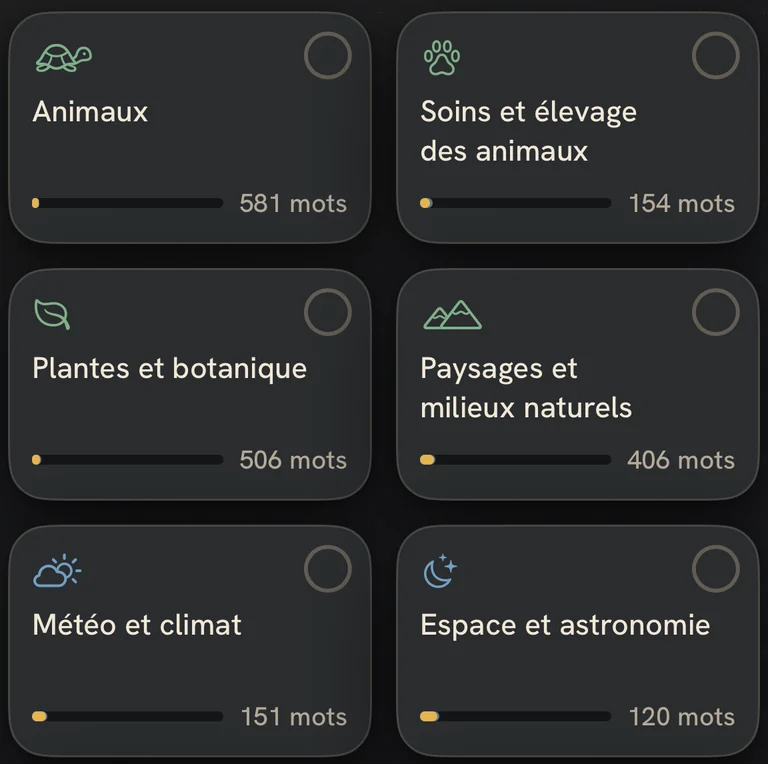 Animaux
581 mots
Soins et élevage
des animaux
154 mots
Plantes et botanique
506 mots
Paysages et
milieux naturels
406 mots
Météo et climat
151 mots
Espace et astronomie
120 mots